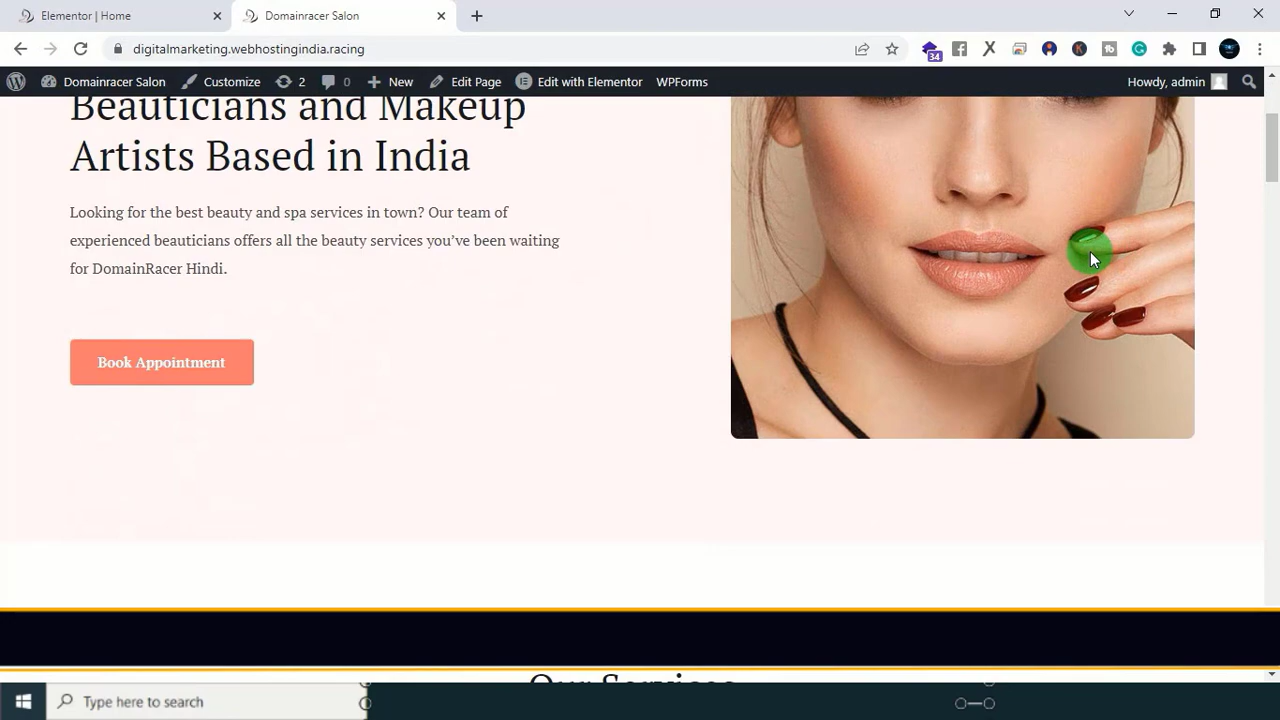 Elementor | Home
Domainracer Salon
digitalmarketing.webhostingindia.racing
34
Domainracer Salon Customize 2 0 New Edit Page Edit with Elementor WPForms Howdy, admin
Beauticians and Makeup
Artists Based in India
Looking for the best beauty and spa services in town? Our team of
experienced beauticians offers all the beauty services you’ve been waiting
for DomainRacer Hindi.
Book Appointment
Our Services
Type here to search